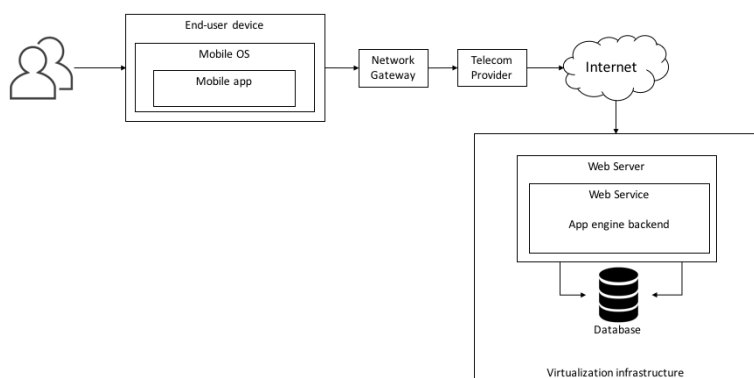 End-user device
Mobile OS
Mobile app
Network
Gateway
Telecom
Provider
Internet
Web Server
Web Service
App engine backend
Database
Virtualization infrastructure